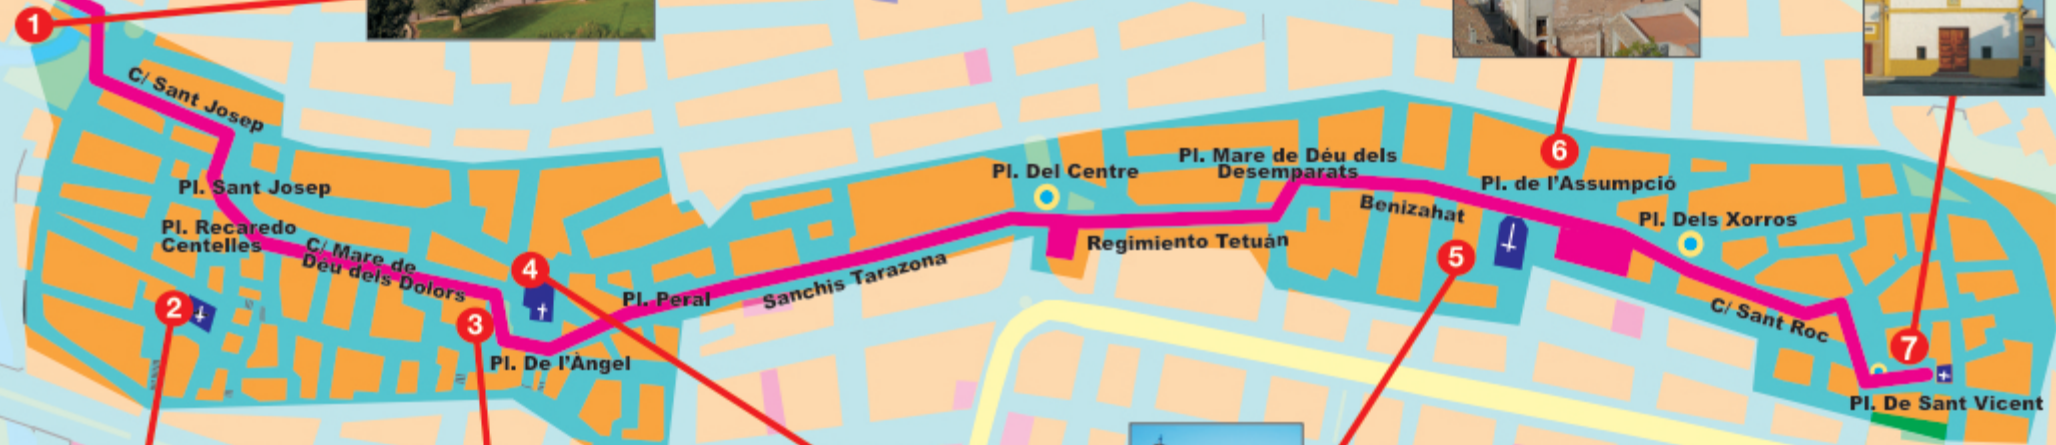 1
C/ Sant Josep
Pl. Sant Josep
Pl. Recaredo
Centelles
C/ Mare de
Déu dels Dolors
2
3
4
Pl. De l'Àngel
Pl. Peral
Sanchis Tarazona
Pl. Del Centre
Regimiento Tetuán
Pl. Mare de Déu dels
Desemparats
Benizahat
5
6
Pl. de l'Assumpció
Pl. Dels Xorros
C/ Sant Roc
7
Pl. De Sant Vicent